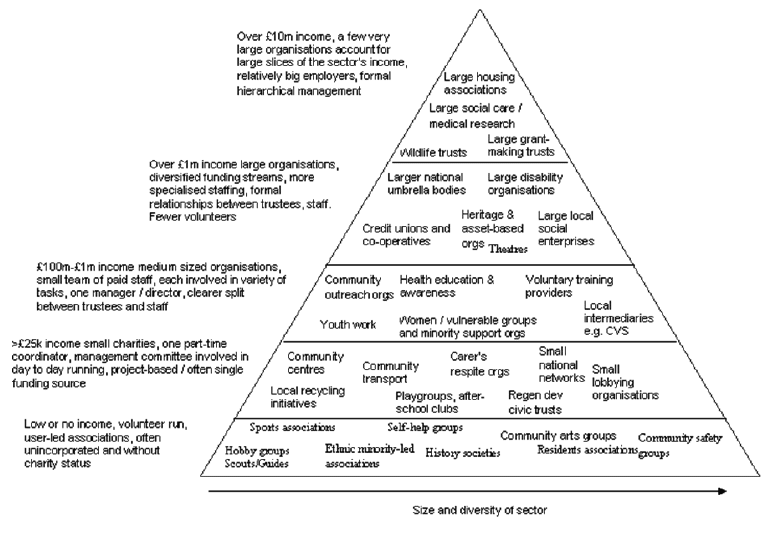 Over £10m income, a few very
large organisations account for
large slices of the sector's income,
relatively big employers, formal
hierarchical management
Large housing
associations
Large social care /
medical research
Wildlife trusts
Large grant-
making trusts
Over £1m income large organisations,
diversified funding streams, more
specialised staffing, formal
relationships between trustees, staff.
Fewer volunteers
Larger national
umbrella bodies
Large disability
organisations
Credit unions and
co-operatives
Heritage &
asset-based
orgs
Theatres
Large local
social
enterprises
£100m-£1m income medium sized organisations,
small team of paid staff, each involved in variety of
tasks, one manager / director, clearer split
between trustees and staff
Community
outreach orgs
Health education &
awareness
Voluntary training
providers
Youth work
Women / vulnerable groups
and minority support orgs
Local
intermediaries
e.g. CVS
>£25k income small charities, one part-time
coordinator, management committee involved in
day to day running, project-based / often single
funding source
Community
centres
Community
transport
Carer's
respite orgs
Small
national
networks
Small
lobbying
organisations
Local recycling
initiatives
Playgroups, after-
school clubs
Regen dev
civic trusts
Low or no income, volunteer run,
user-led associations, often
unincorporated and without
charity status
Sports associations
Self-help groups
Community arts groups
Community safety
groups
Hobby groups
Scouts/Guides
Ethnic minority-led
associations
History societies
Residents associations
Size and diversity of sector